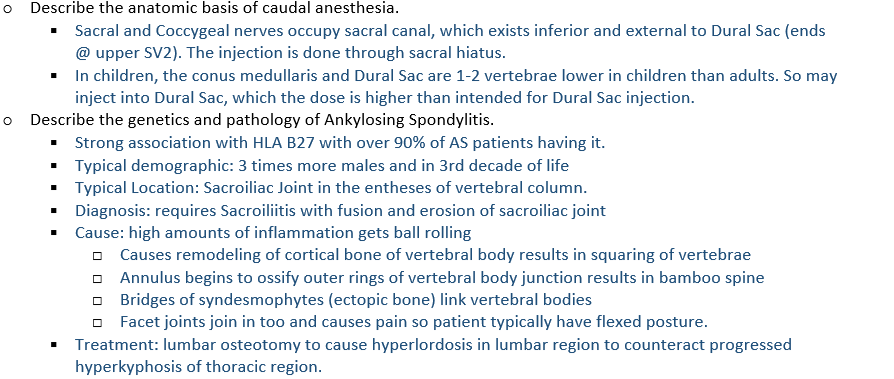 o Describe the anatomic basis of caudal anesthesia.
▪ Sacral and Coccygeal nerves occupy sacral canal, which exists inferior and external to Dural Sac (ends
@ upper SV2). The injection is done through sacral hiatus.
▪ In children, the conus medullaris and Dural Sac are 1-2 vertebrae lower in children than adults. So may
inject into Dural Sac, which the dose is higher than intended for Dural Sac injection.
o Describe the genetics and pathology of Ankylosing Spondylitis.
▪ Strong association with HLA B27 with over 90% of AS patients having it.
▪ Typical demographic: 3 times more males and in 3rd decade of life
▪ Typical Location: Sacroiliac Joint in the entheses of vertebral column.
▪ Diagnosis: requires Sacroiliitis with fusion and erosion of sacroiliac joint
▪ Cause: high amounts of inflammation gets ball rolling
□ Causes remodeling of cortical bone of vertebral body results in squaring of vertebrae
□ Annulus begins to ossify outer rings of vertebral body junction results in bamboo spine
□ Bridges of syndesmophytes (ectopic bone) link vertebral bodies
□ Facet joints join in too and causes pain so patient typically have flexed posture.
▪ Treatment: lumbar osteotomy to cause hyperlordosis in lumbar region to counteract progressed
hyperkyphosis of thoracic region.